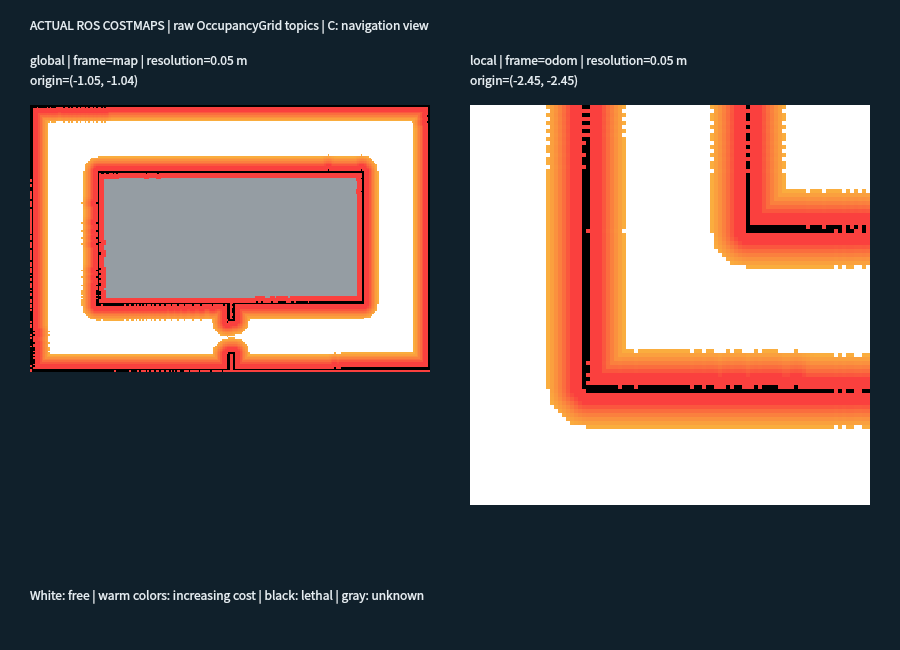 ACTUAL ROS COSTMAPS | raw OccupancyGrid topics | C: navigation view
global | frame=map | resolution=0.05 m
origin=(-1.05, -1.04)
local | frame=odom | resolution=0.05 m
origin=(-2.45, -2.45)
White: free | warm colors: increasing cost | black: lethal | gray: unknown